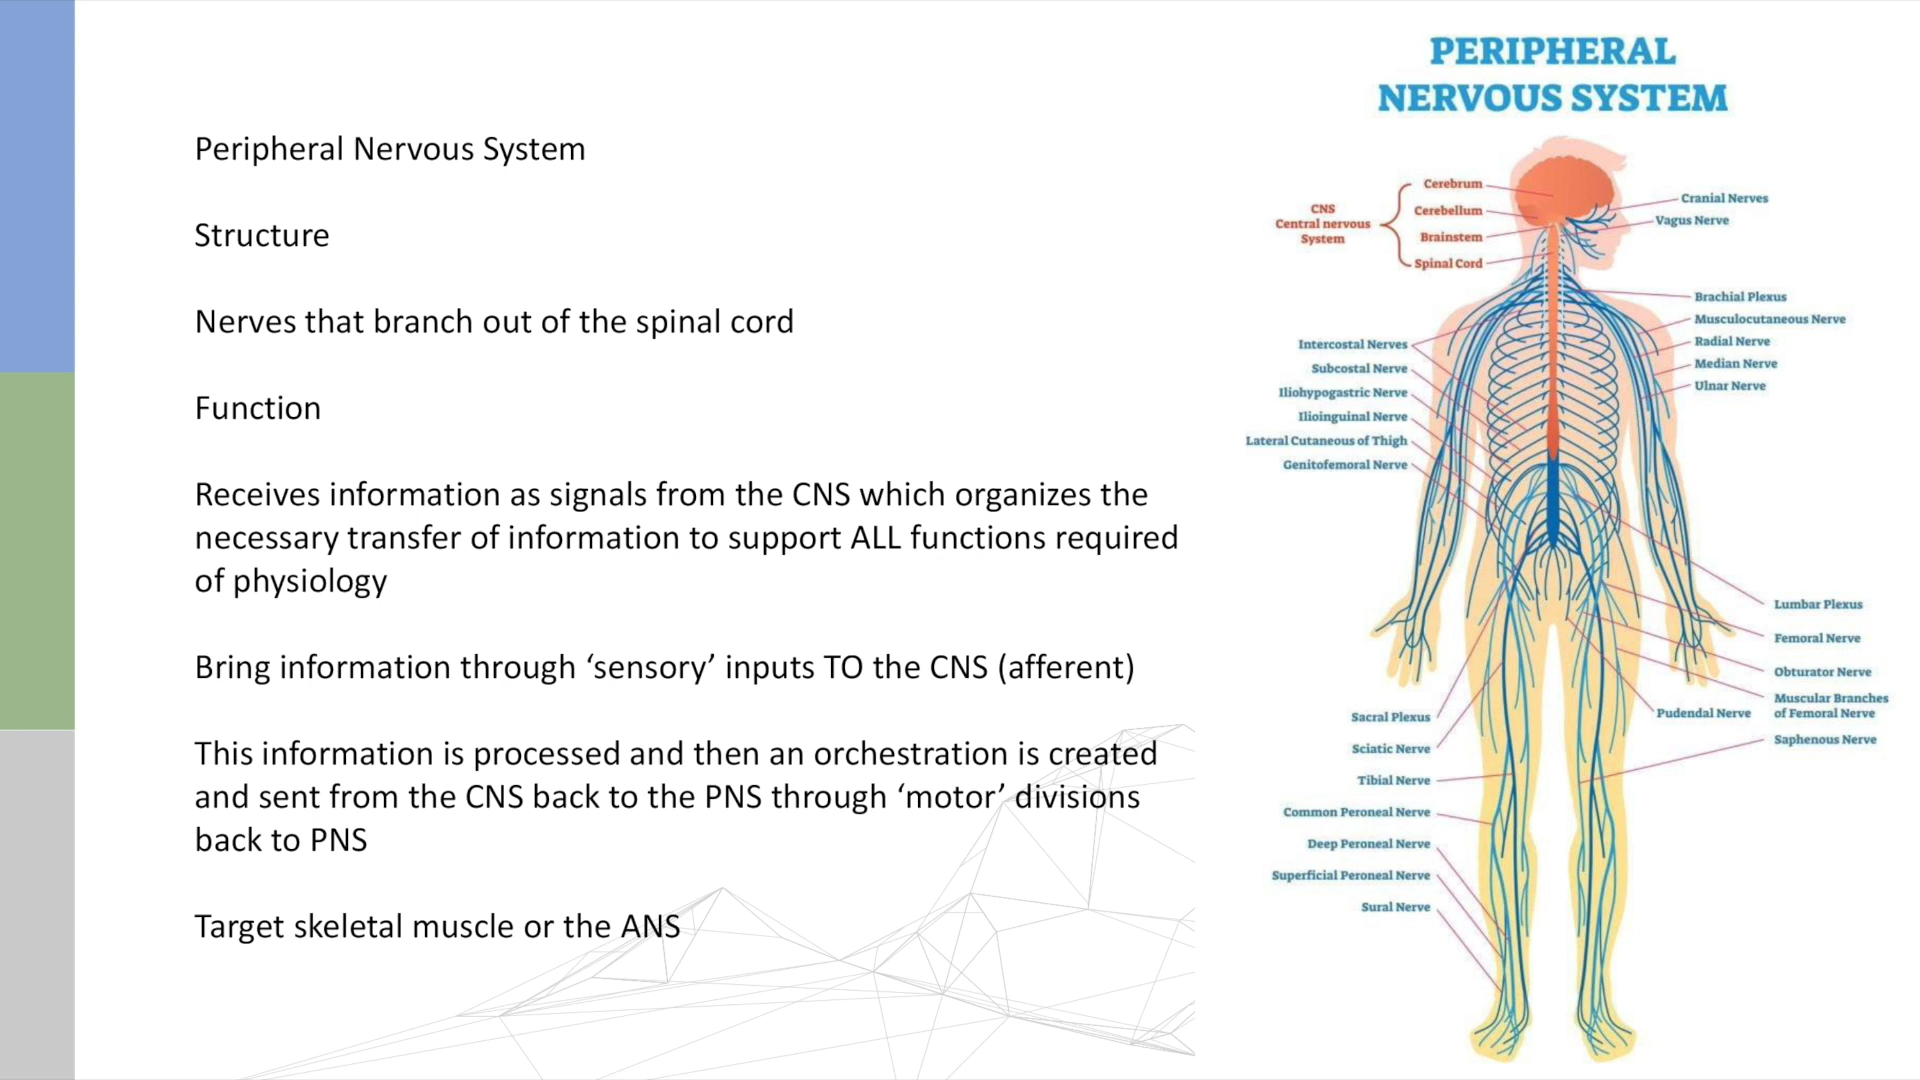 Peripheral Nervous System
Structure
Nerves that branch out of the spinal cord
Function
Receives information as signals from the CNS which organizes the
necessary transfer of information to support ALL functions required
of physiology
Bring information through ‘sensory’ inputs TO the CNS (afferent)
This information is processed and then an orchestration is created
and sent from the CNS back to the PNS through ‘motor’ divisions
back to PNS
Target skeletal muscle or the ANS
PERIPHERAL
NERVOUS SYSTEM
CNS
Central nervous
System
Cerebrum
Cerebellum
Brainstem
Spinal Cord
Cranial Nerves
Vagus Nerve
Brachial Plexus
Musculocutaneous Nerve
Radial Nerve
Median Nerve
Ulnar Nerve
Intercostal Nerves
Subcostal Nerve
Iliohypogastric Nerve
Ilioinguinal Nerve
Lateral Cutaneous of Thigh
Genitofemoral Nerve
Lumbar Plexus
Femoral Nerve
Obturator Nerve
Muscular Branches
of Femoral Nerve
Pudendal Nerve
Saphenous Nerve
Sacral Plexus
Sciatic Nerve
Tibial Nerve
Common Peroneal Nerve
Deep Peroneal Nerve
Superficial Peroneal Nerve
Sural Nerve